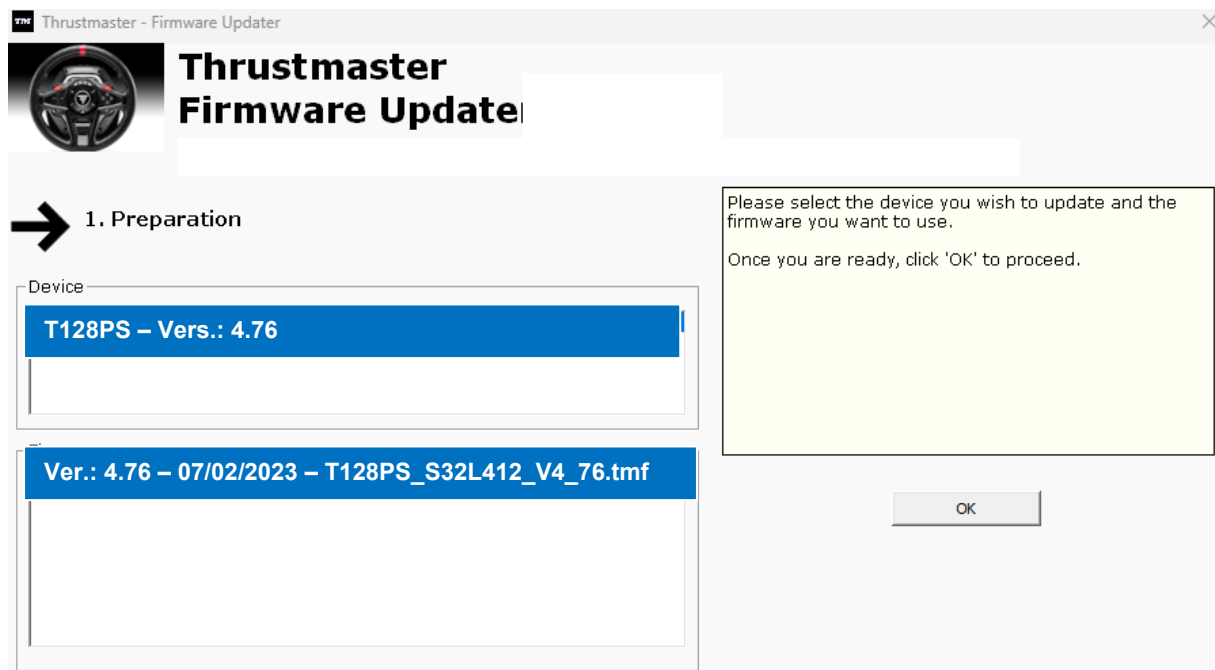 Thrustmaster - Firmware Updater
Thrustmaster
Firmware Update
1. Preparation
Please select the device you wish to update and the
firmware you want to use.
Once you are ready, click 'OK' to proceed.
Device
T128PS – Vers.: 4.76
Ver.: 4.76 – 07/02/2023 – T128PS_S32L412_V4_76.tmf
OK